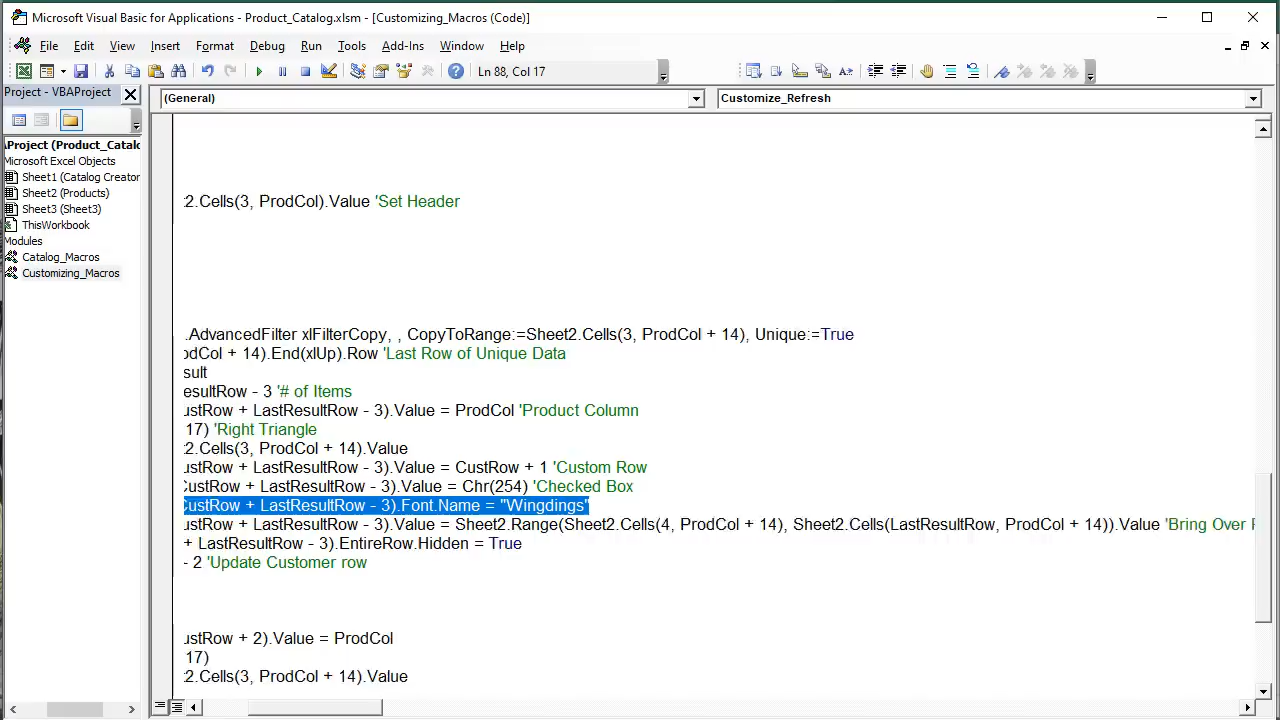 Microsoft Visual Basic for Applications - Product_Catalog.xlsm - [Customizing_Macros (Code)]
File Edit View Insert Format Debug Run Tools Add-Ins Window Help
Ln 88, Col 17
Project - VBAProject
(General)
Customize_Refresh
AProject (Product_Catalo
Microsoft Excel Objects
Sheet1 (Catalog Creator
Sheet2 (Products)
Sheet3 (Sheet3)
ThisWorkbook
Modules
Catalog_Macros
Customizing_Macros
t2.Cells(3, ProdCol).Value 'Set Header
.AdvancedFilter xlFilterCopy, , CopyToRange:=Sheet2.Cells(3, ProdCol + 14), Unique:=True
odCol + 14).End(xlUp).Row 'Last Row of Unique Data
sult
esultRow - 3 '# of Items
ustRow + LastResultRow - 3).Value = ProdCol 'Product Column
17) 'Right Triangle
t2.Cells(3, ProdCol + 14).Value
ustRow + LastResultRow - 3).Value = CustRow + 1 'Custom Row
CustRow + LastResultRow - 3).Value = Chr(254) 'Checked Box
CustRow + LastResultRow - 3).Font.Name = "Wingdings"
ustRow + LastResultRow - 3).Value = Sheet2.Range(Sheet2.Cells(4, ProdCol + 14), Sheet2.Cells(LastResultRow, ProdCol + 14)).Value 'Bring Over
+ LastResultRow - 3).EntireRow.Hidden = True
- 2 'Update Customer row
ustRow + 2).Value = ProdCol
17)
t2.Cells(3, ProdCol + 14).Value